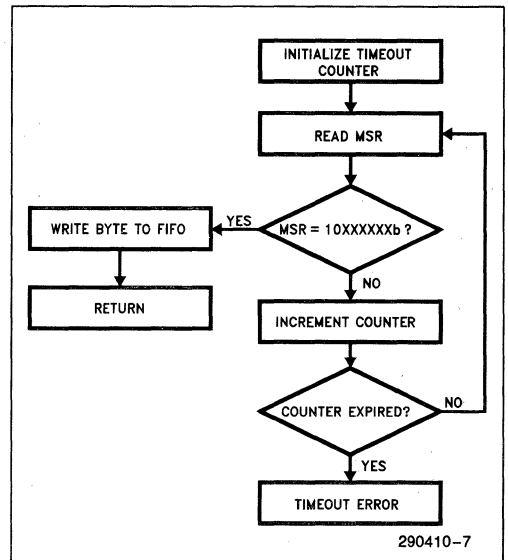 INITIALIZE TIMEOUT
COUNTER
READ MSR
MSR = 10XXXXXXb ?
YES
WRITE BYTE TO FIFO
RETURN
NO
INCREMENT COUNTER
COUNTER EXPIRED?
NO
YES
TIMEOUT ERROR
290410-7